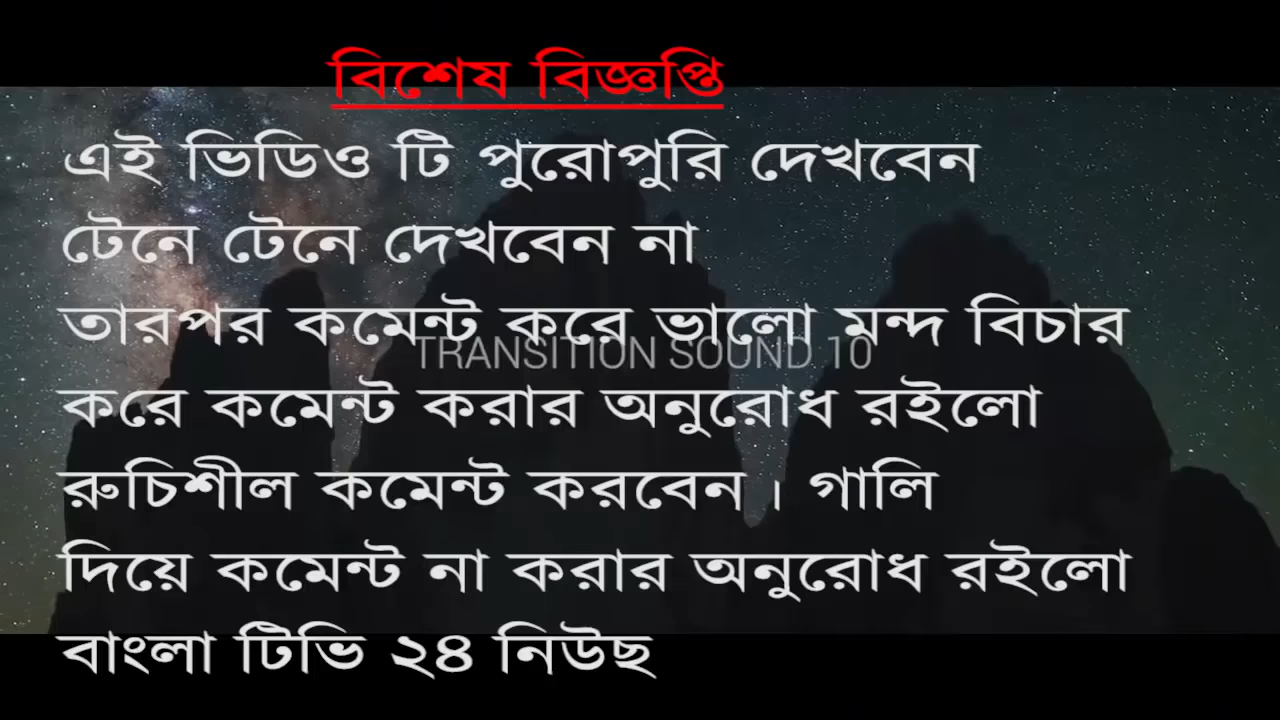 বিশেষ বিজ্ঞপ্তি
এই ভিডিও টি পুরোপুরি দেখবেন
টেনে টেনে দেখবেন না
তারপর কমেন্ট করে ভালো মন্দ বিচার
TRANSITION SOUND 10
করে কমেন্ট করার অনুরোধ রইলো
রুচিশীল কমেন্ট করবেন । গালি
দিয়ে কমেন্ট না করার অনুরোধ রইলো
বাংলা টিভি ২৪ নিউছ